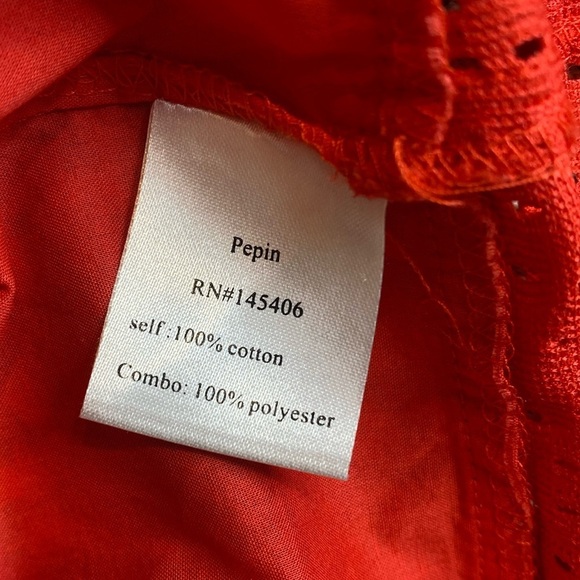 Pepin
RN#145406
self:100% cotton
Combo: 100% polyester